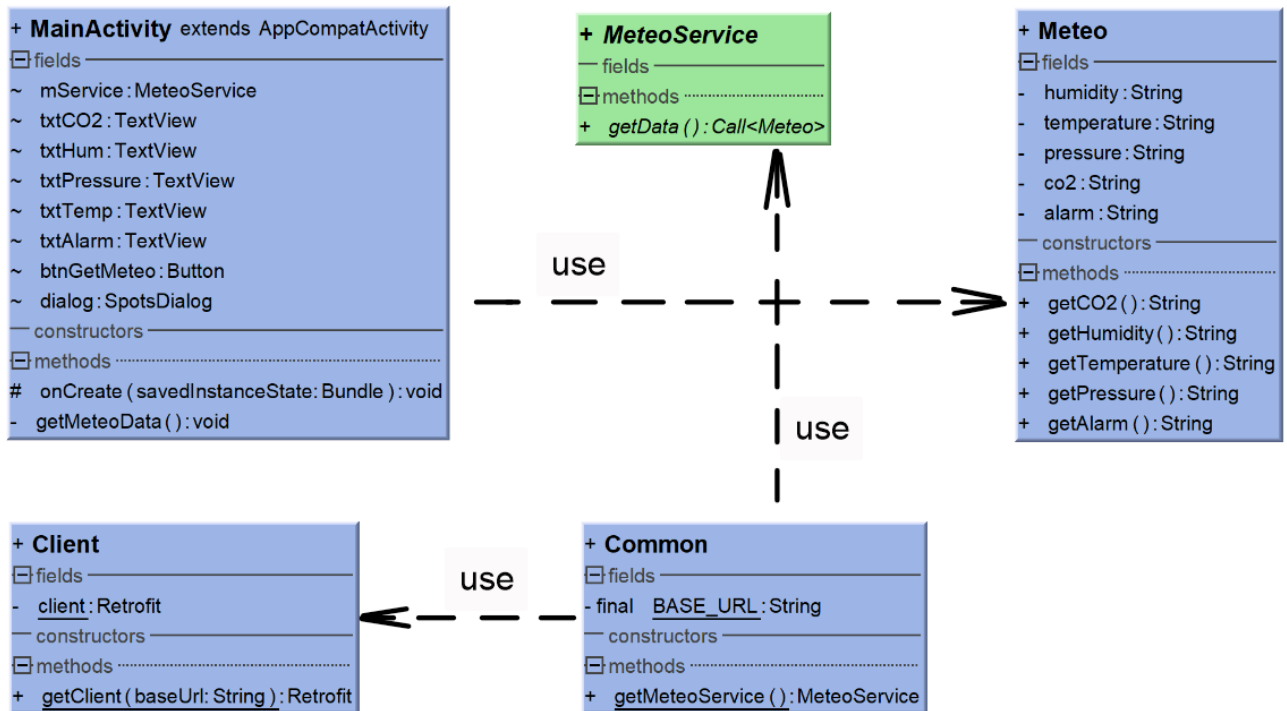 + MainActivity extends AppCompatActivity
fields
~ mService : MeteoService
~ txtCO2 : TextView
~ txtHum : TextView
~ txtPressure : TextView
~ txtTemp : TextView
~ txtAlarm : TextView
~ btnGetMeteo : Button
~ dialog : SpotsDialog
constructors
methods
# onCreate ( savedInstanceState: Bundle ) : void
- getMeteoData ( ) : void
+ MeteoService
fields
methods
+ getData ( ) : Call<Meteo>
+ Meteo
fields
- humidity : String
- temperature : String
- pressure : String
- co2 : String
- alarm : String
constructors
methods
+ getCO2 ( ) : String
+ getHumidity ( ) : String
+ getTemperature ( ) : String
+ getPressure ( ) : String
+ getAlarm ( ) : String
use
use
+ Client
fields
- client : Retrofit
constructors
methods
+ getClient ( baseUrl: String ) : Retrofit
use
+ Common
fields
- final BASE_URL : String
constructors
methods
+ getMeteoService ( ) : MeteoService